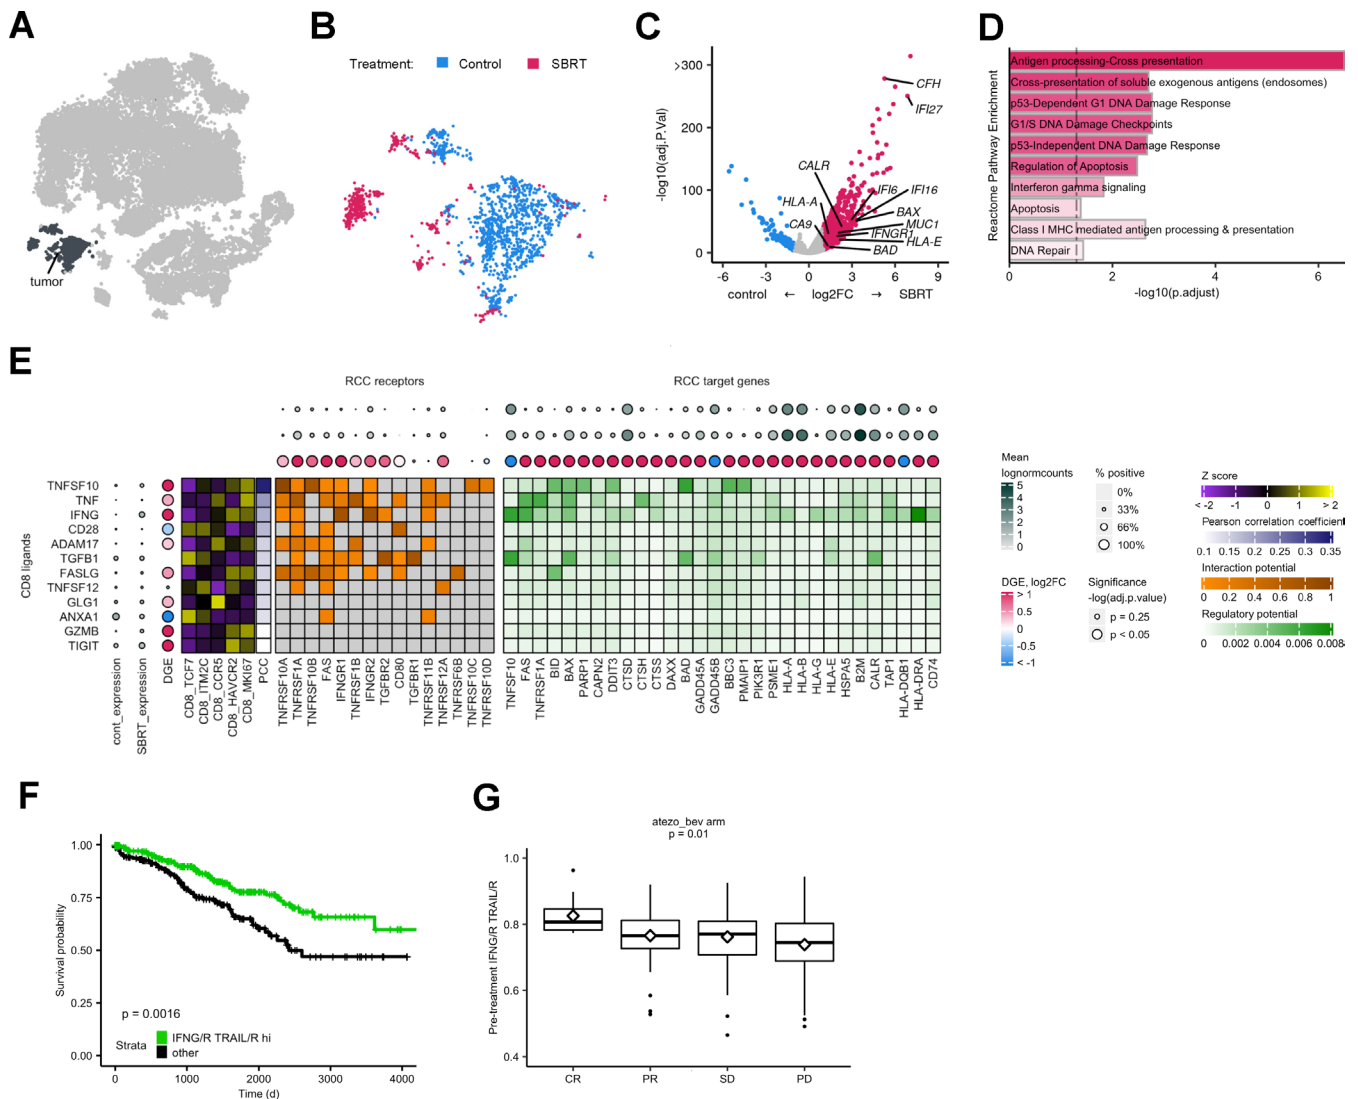 A
tumor
B
Treatment: Control SBRT
C
-log10(adj.P.Val)
>300
200
100
0
CFH
IFI27
CALR
HLA-A
CA9
IFI6
IFI16
BAX
MUC1
IFNGR1
HLA-E
BAD
-6 -3 0 3 6 9
control ← log2FC → SBRT
D
Reactome Pathway Enrichment
Antigen processing-Cross presentation
Cross-presentation of soluble exogenous antigens (endosomes)
p53-Dependent G1 DNA Damage Response
G1/S DNA Damage Checkpoints
p53-Independent DNA Damage Response
Regulation of Apoptosis
Interferon gamma signaling
Apoptosis
Class I MHC mediated antigen processing & presentation
DNA Repair
0 2 4 6
-log10(p.adjust)
E
RCC receptors
RCC target genes
CD8 ligands
TNFSF10
TNF
IFNG
CD28
ADAM17
TGFB1
FASLG
TNFSF12
GLG1
ANXA1
GZMB
TIGIT
cont_expression
SBRT_expression
DGE
CD8_TCF7
CD8_ITM2C
CD8_CCR5
CD8_HAVCR2
CD8_MKI67
PCC
TNFRSF10A
TNFRSF1A
TNFRSF10B
FAS
IFNGR1
TNFRSF1B
IFNGR2
TGFBR2
CD80
TGFBR1
TNFRSF11B
TNFRSF12A
TNFRSF6B
TNFRSF10C
TNFRSF10D
TNFSF10
FAS
TNFRSF1A
BID
BAX
PARP1
CAPN2
DDIT3
CTSD
CTSH
CTSS
DAXX
BAD
GADD45A
GADD45B
BBC3
PMAIP1
PIK3R1
PSME1
HLA-A
HLA-B
HLA-G
HLA-E
HSPA5
B2M
CALR
TAP1
HLA-DQB1
HLA-DRA
CD74
Mean
lognormcounts
5
4
3
2
1
0
% positive
0%
33%
66%
100%
DGE, log2FC
> 1
0.5
0
-0.5
< -1
Significance
-log(adj.p.value)
p = 0.25
p < 0.05
Z score
< -2 -1 0 1 > 2
Pearson correlation coefficient
0.1 0.15 0.2 0.25 0.3 0.35
Interaction potential
0 0.2 0.4 0.6 0.8 1
Regulatory potential
0 0.002 0.004 0.006 0.008
F
Survival probability
1.00
0.75
0.50
0.25
0.00
p = 0.0016
Strata
IFNG/R TRAIL/R hi
other
0 1000 2000 3000 4000
Time (d)
G
atezo_bev arm
p = 0.01
Pre-treatment IFNG/R TRAIL/R
1.0
0.8
0.6
0.4
CR PR SD PD